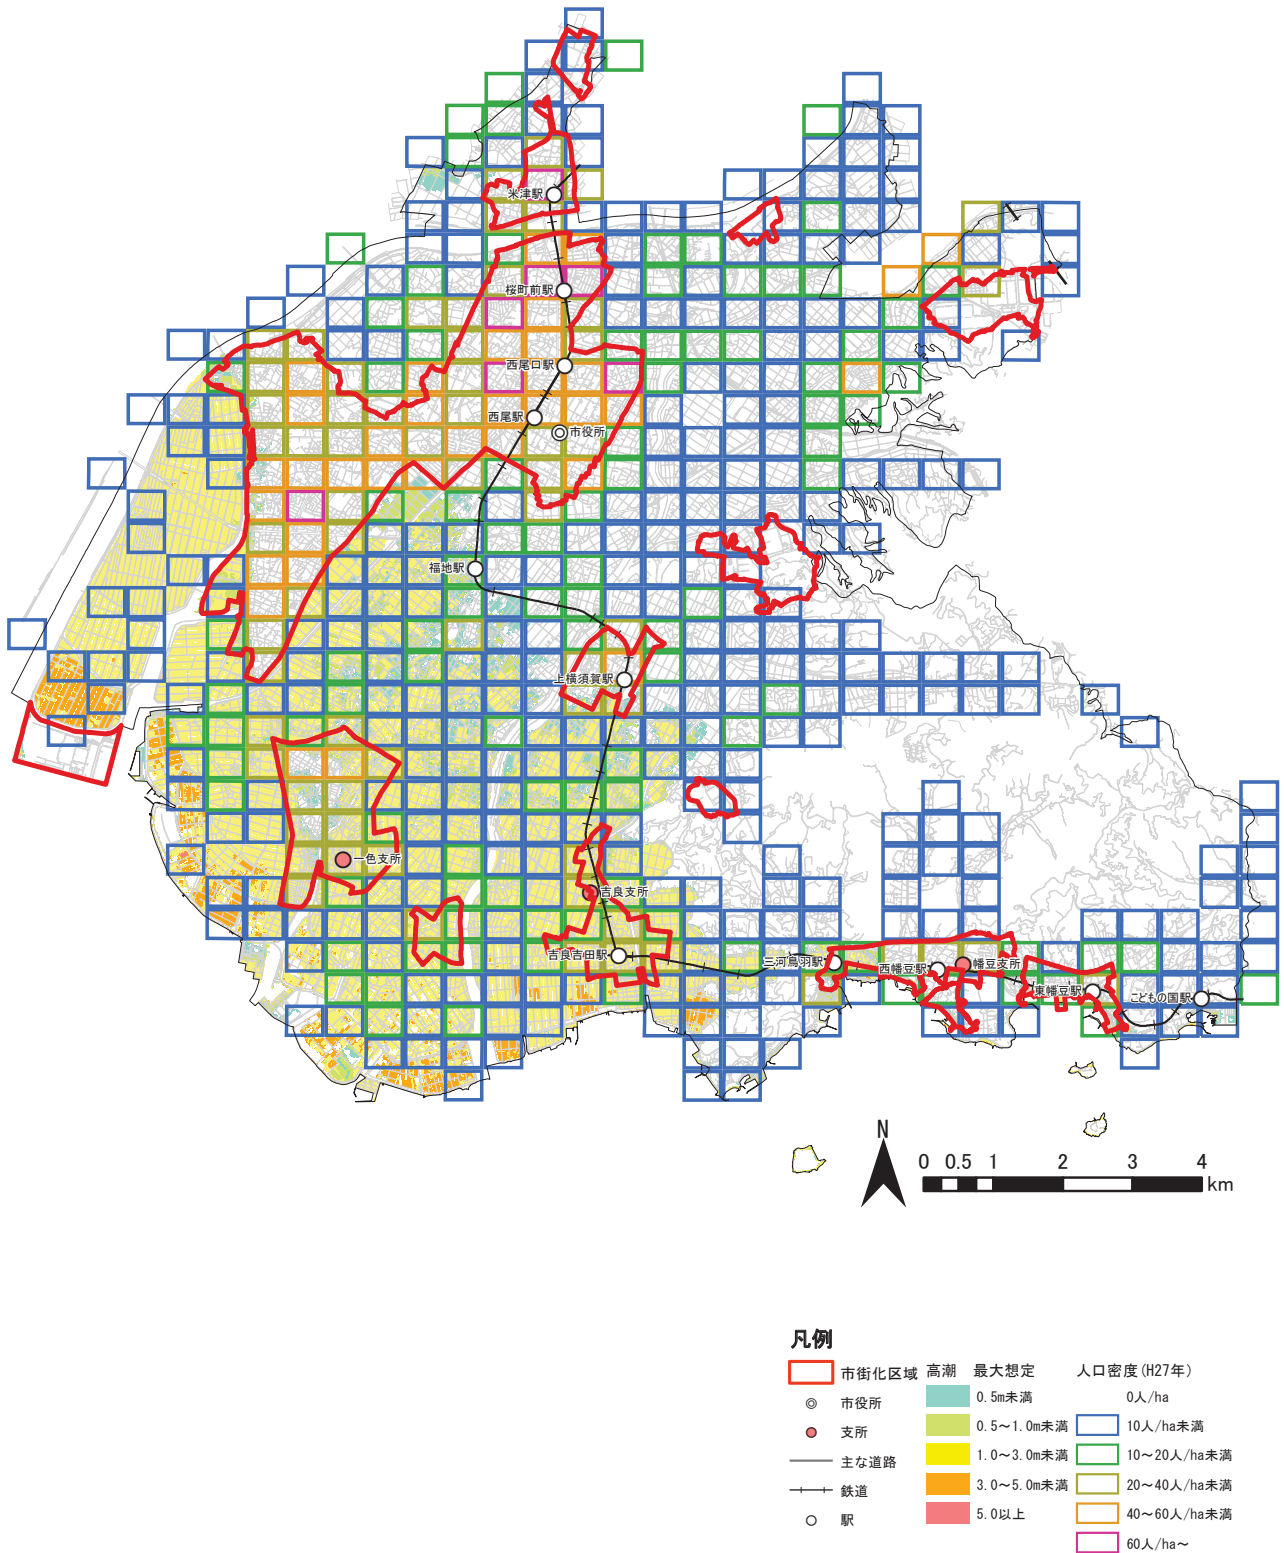 米津駅
桜町前駅
西尾口駅
西尾駅
市役所
福地駅
上横須賀駅
一色支所
吉良支所
吉良吉田駅
三河鳥羽駅
西幡豆駅
幡豆支所
東幡豆駅
こどもの国駅
N
0 0.5 1 2 3 4
km
凡例
市街化区域
市役所
支所
主な道路
鉄道
駅
高潮 最大想定
0.5m未満
0.5～1.0m未満
1.0～3.0m未満
3.0～5.0m未満
5.0以上
人口密度(H27年)
0人/ha
10人/ha未満
10～20人/ha未満
20～40人/ha未満
40～60人/ha未満
60人/ha～